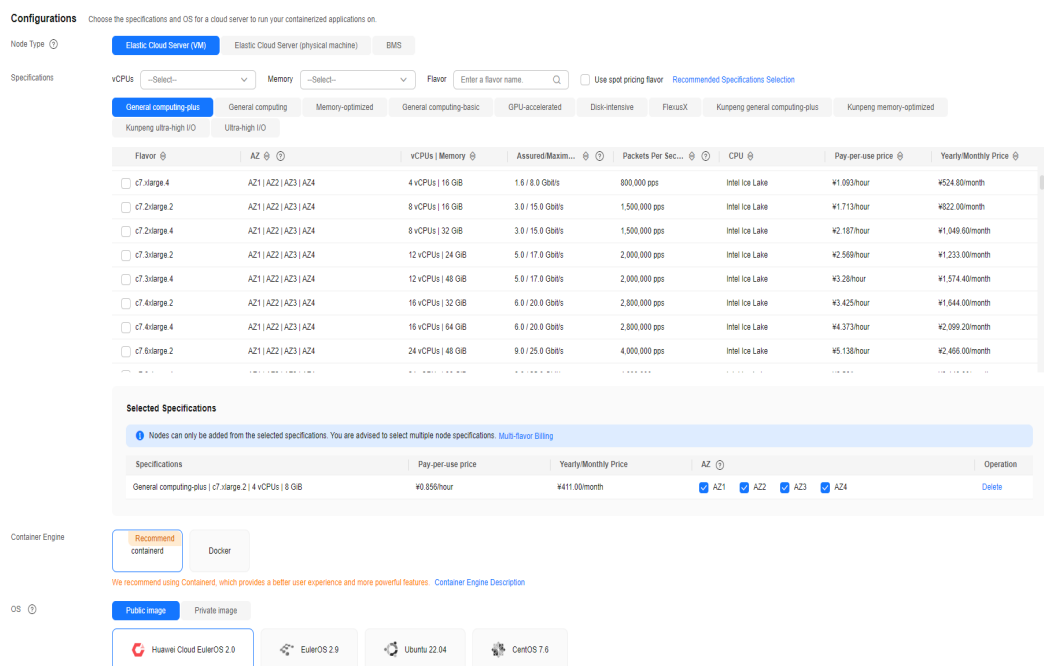 Configurations Choose the specifications and OS for a cloud server to run your containerized applications on.
Node Type ? Elastic Cloud Server (VM) Elastic Cloud Server (physical machine) BMS
Specifications vCPUs --Select-- Memory --Select-- Flavor Enter a flavor name. Use spot pricing flavor Recommended Specifications Selection
General computing-plus General computing Memory-optimized General computing-basic GPU-accelerated Disk-intensive FlexusX Kunpeng general computing-plus Kunpeng memory-optimized
Kunpeng ultra-high I/O Ultra-high I/O
Flavor AZ ? vCPUs | Memory Assured/Maxim... ? Packets Per Sec... ? CPU Pay-per-use price Yearly/Monthly Price
c7.xlarge.4 AZ1 | AZ2 | AZ3 | AZ4 4 vCPUs | 16 GiB 1.6 / 8.0 Gbit/s 800,000 pps Intel Ice Lake ¥1.093/hour ¥524.80/month
c7.2xlarge.2 AZ1 | AZ2 | AZ3 | AZ4 8 vCPUs | 16 GiB 3.0 / 15.0 Gbit/s 1,500,000 pps Intel Ice Lake ¥1.713/hour ¥822.00/month
c7.2xlarge.4 AZ1 | AZ2 | AZ3 | AZ4 8 vCPUs | 32 GiB 3.0 / 15.0 Gbit/s 1,500,000 pps Intel Ice Lake ¥2.187/hour ¥1,049.60/month
c7.3xlarge.2 AZ1 | AZ2 | AZ3 | AZ4 12 vCPUs | 24 GiB 5.0 / 17.0 Gbit/s 2,000,000 pps Intel Ice Lake ¥2.569/hour ¥1,233.00/month
c7.3xlarge.4 AZ1 | AZ2 | AZ3 | AZ4 12 vCPUs | 48 GiB 5.0 / 17.0 Gbit/s 2,000,000 pps Intel Ice Lake ¥3.28/hour ¥1,574.40/month
c7.4xlarge.2 AZ1 | AZ2 | AZ3 | AZ4 16 vCPUs | 32 GiB 6.0 / 20.0 Gbit/s 2,800,000 pps Intel Ice Lake ¥3.425/hour ¥1,644.00/month
c7.4xlarge.4 AZ1 | AZ2 | AZ3 | AZ4 16 vCPUs | 64 GiB 6.0 / 20.0 Gbit/s 2,800,000 pps Intel Ice Lake ¥4.373/hour ¥2,099.20/month
c7.6xlarge.2 AZ1 | AZ2 | AZ3 | AZ4 24 vCPUs | 48 GiB 9.0 / 25.0 Gbit/s 4,000,000 pps Intel Ice Lake ¥5.138/hour ¥2,466.00/month
Selected Specifications
Nodes can only be added from the selected specifications. You are advised to select multiple node specifications. Multi-flavor Billing
Specifications Pay-per-use price Yearly/Monthly Price AZ ? Operation
General computing-plus | c7.xlarge.2 | 4 vCPUs | 8 GiB ¥0.856/hour ¥411.00/month AZ1 AZ2 AZ3 AZ4 Delete
Container Engine Recommend containerd Docker
We recommend using Containerd, which provides a better user experience and more powerful features. Container Engine Description
OS ? Public image Private image
Huawei Cloud EulerOS 2.0 EulerOS 2.9 Ubuntu 22.04 CentOS 7.6